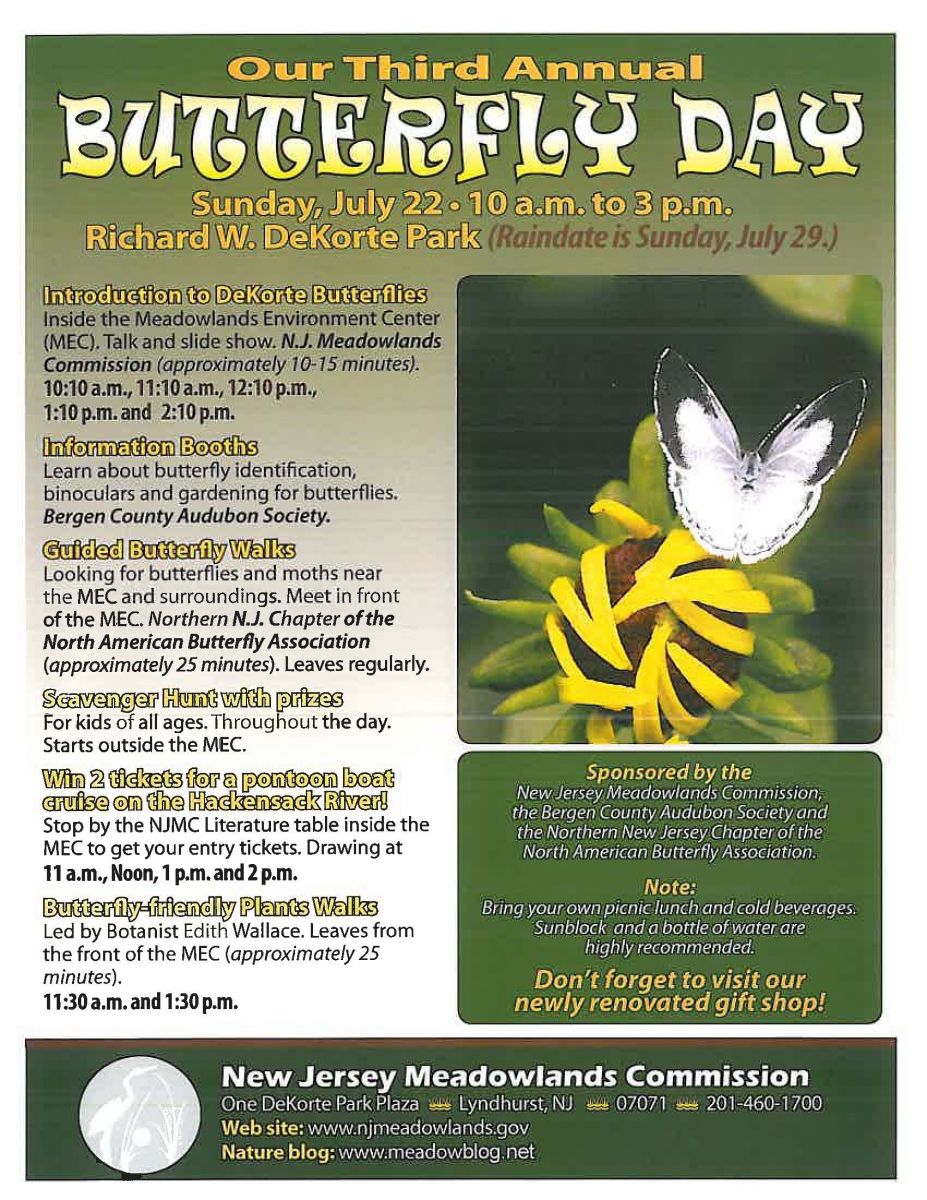 Our Third Annual
BUTTERFLY DAY
Sunday, July 22 • 10 a.m. to 3 p.m.
Richard W. DeKorte Park (Raindate is Sunday, July 29.)
Introduction to DeKorte Butterflies
Inside the Meadowlands Environment Center
(MEC). Talk and slide show. N.J. Meadowlands
Commission (approximately 10-15 minutes).
10:10 a.m., 11:10 a.m., 12:10 p.m.,
1:10 p.m. and 2:10 p.m.
Information Booths
Learn about butterfly identification,
binoculars and gardening for butterflies.
Bergen County Audubon Society.
Guided Butterfly Walks
Looking for butterflies and moths near
the MEC and surroundings. Meet in front
of the MEC. Northern N.J. Chapter of the
North American Butterfly Association
(approximately 25 minutes). Leaves regularly.
Scavenger Hunt with prizes
For kids of all ages. Throughout the day.
Starts outside the MEC.
Win 2 tickets for a pontoon boat
cruise on the Hackensack River!
Stop by the NJMC Literature table inside the
MEC to get your entry tickets. Drawing at
11 a.m., Noon, 1 p.m. and 2 p.m.
Butterfly-friendly Plants Walks
Led by Botanist Edith Wallace. Leaves from
the front of the MEC (approximately 25
minutes).
11:30 a.m. and 1:30 p.m.
Sponsored by the
New Jersey Meadowlands Commission,
the Bergen County Audubon Society and
the Northern New Jersey Chapter of the
North American Butterfly Association.
Note:
Bring your own picnic lunch and cold beverages.
Sunblock and a bottle of water are
highly recommended.
Don't forget to visit our
newly renovated gift shop!
New Jersey Meadowlands Commission
One DeKorte Park Plaza Lyndhurst, NJ 07071 201-460-1700
Web site: www.njmeadowlands.gov
Nature blog: www.meadowblog.net